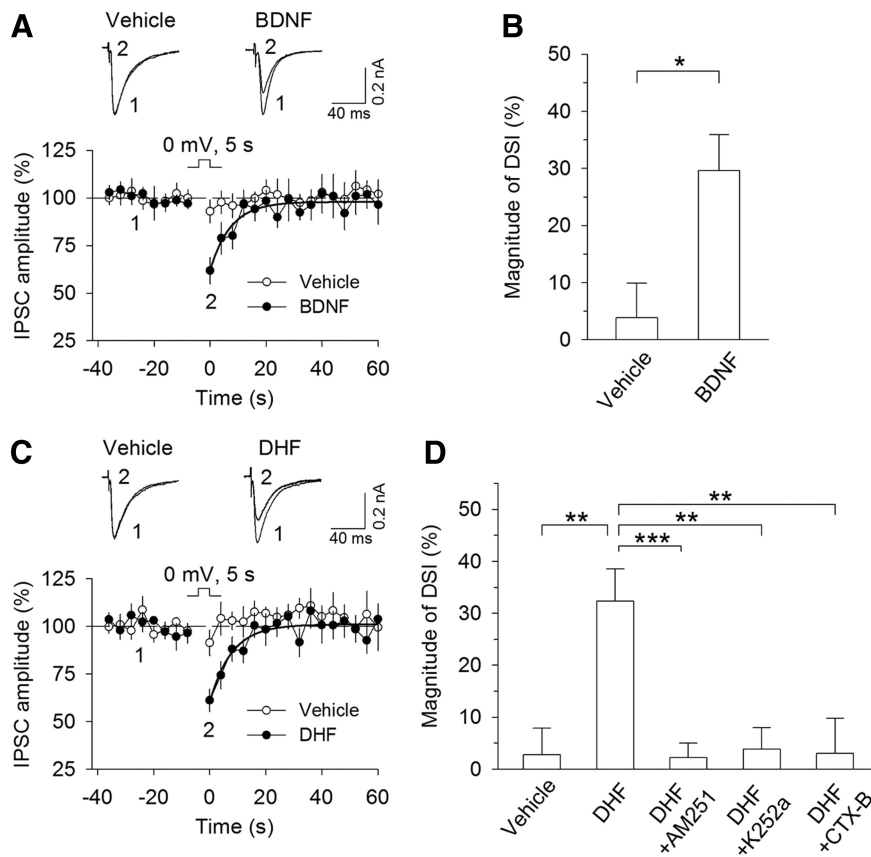 A
Vehicle
BDNF
2
1
2
1
0.2 nA
40 ms
0 mV, 5 s
IPSC amplitude (%)
125
100
75
50
25
1
2
Vehicle
BDNF
-40 -20 0 20 40 60
Time (s)
B
Magnitude of DSI (%)
50
40
30
20
10
0
*
Vehicle
BDNF
C
Vehicle
DHF
2
1
2
1
0.2 nA
40 ms
0 mV, 5 s
IPSC amplitude (%)
125
100
75
50
25
1
2
Vehicle
DHF
-40 -20 0 20 40 60
Time (s)
D
Magnitude of DSI (%)
50
40
30
20
10
0
**
**
**
***
Vehicle
DHF
DHF
+AM251
DHF
+K252a
DHF
+CTX-B